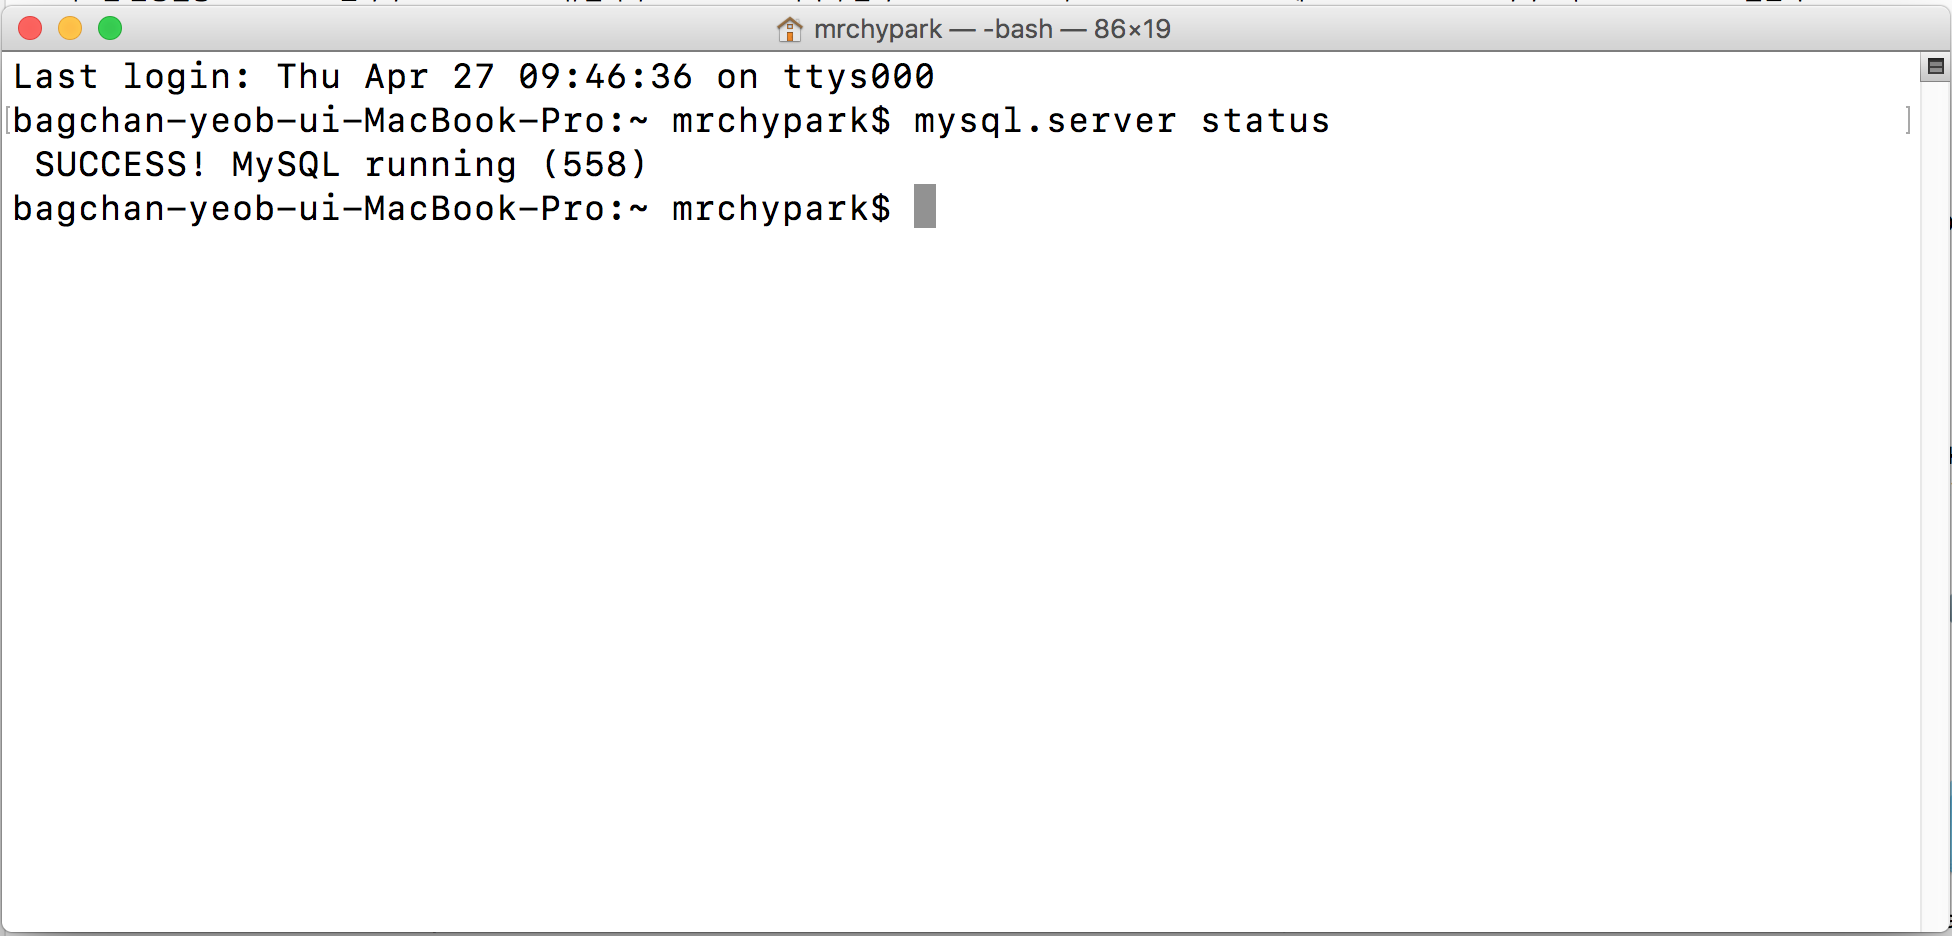 mrchypark — -bash — 86×19
Last login: Thu Apr 27 09:46:36 on ttys000
[bagchan-yeob-ui-MacBook-Pro:~ mrchypark$ mysql.server status ]
 SUCCESS! MySQL running (558)
bagchan-yeob-ui-MacBook-Pro:~ mrchypark$